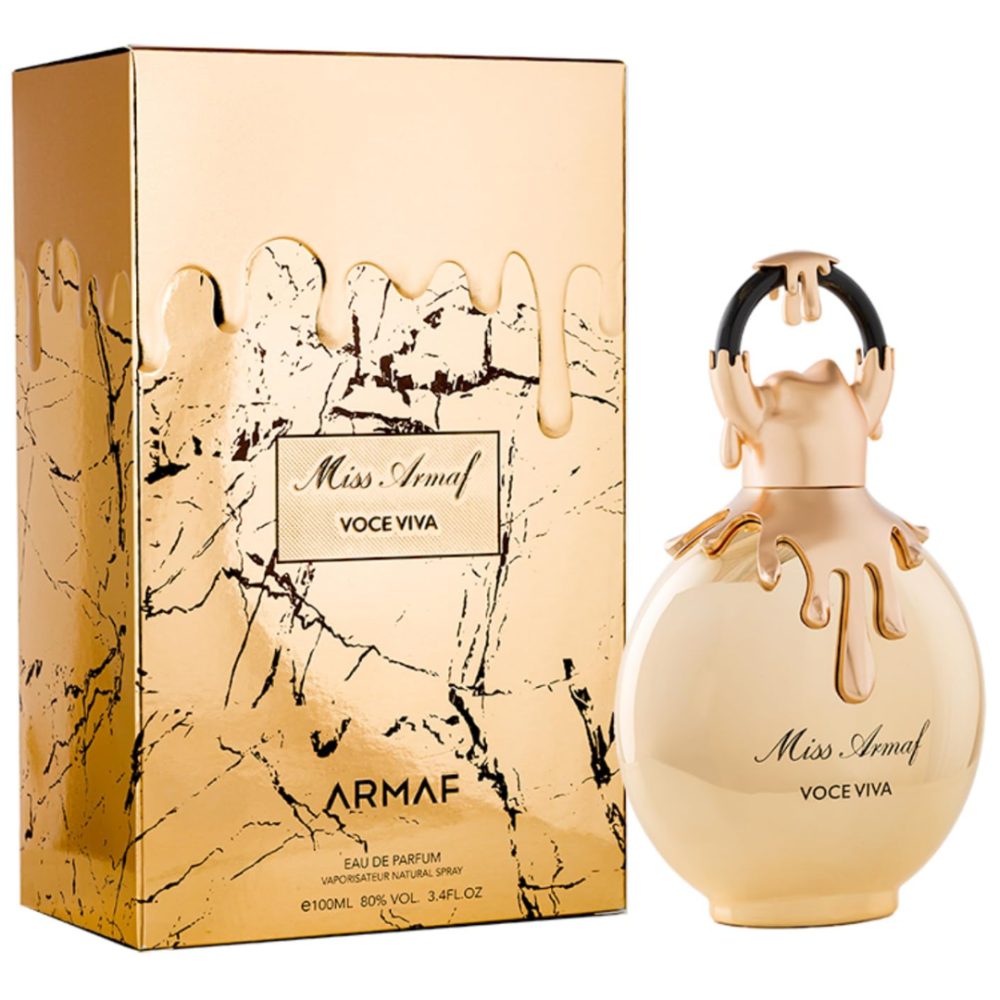 Miss Armaf
VOCE VIVA
ARMAF
EAU DE PARFUM
VAPORISATEUR NATURAL SPRAY
℮100ML 80% VOL. 3.4FL.OZ
Miss Armaf
VOCE VIVA